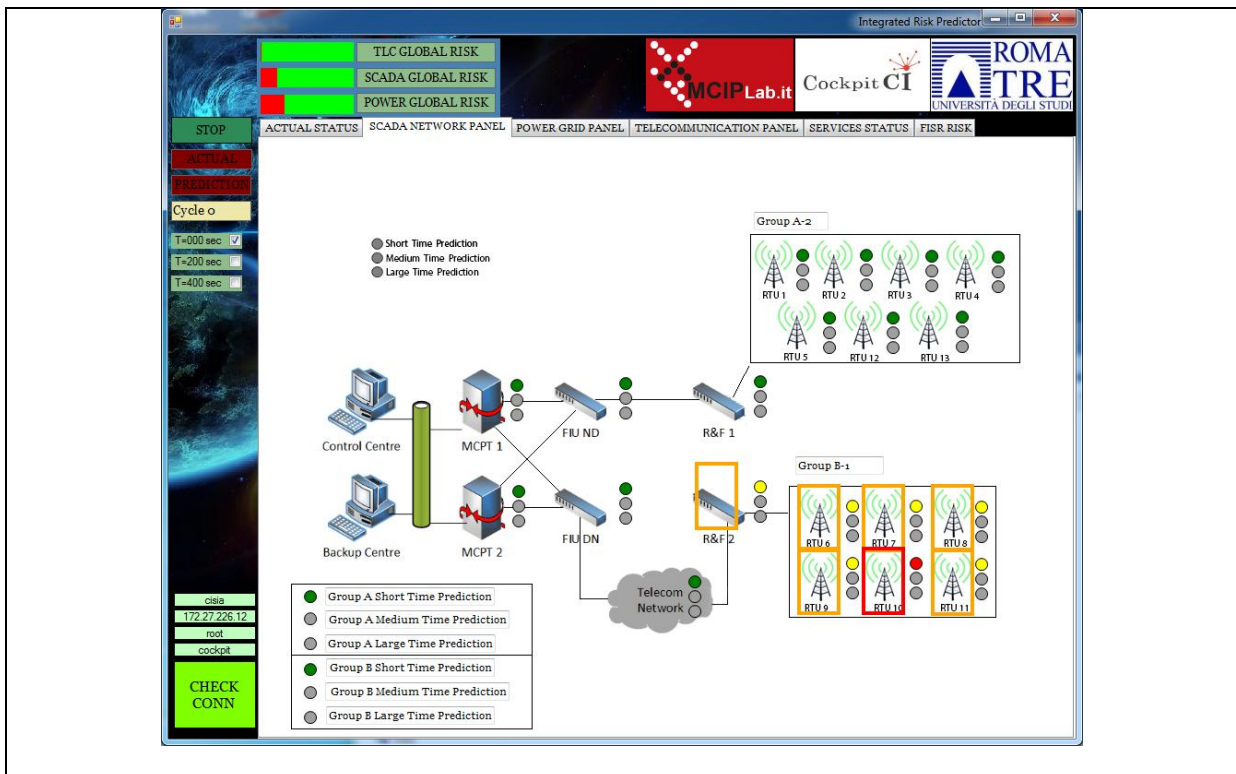 Integrated Risk Predictor
TLC GLOBAL RISK
SCADA GLOBAL RISK
POWER GLOBAL RISK
MCIPLab.it
CockpitCI
ROMA
TRE
UNIVERSITÀ DEGLI STUDI
STOP
ACTUAL STATUS
SCADA NETWORK PANEL
POWER GRID PANEL
TELECOMMUNICATION PANEL
SERVICES STATUS
FISR RISK
ACTUAL
PREDICTION
Cycle 0
T=000 sec
T=200 sec
T=400 sec
Short Time Prediction
Medium Time Prediction
Large Time Prediction
Group A-2
RTU 1
RTU 2
RTU 3
RTU 4
RTU 5
RTU 12
RTU 13
Control Centre
MCPT 1
FIU ND
R&F 1
Backup Centre
MCPT 2
FIU DN
R&F 2
Group B-1
RTU 6
RTU 7
RTU 8
RTU 9
RTU 10
RTU 11
Telecom
Network
Group A Short Time Prediction
Group A Medium Time Prediction
Group A Large Time Prediction
Group B Short Time Prediction
Group B Medium Time Prediction
Group B Large Time Prediction
cisia
172.27.226.12
root
cockpit
CHECK
CONN